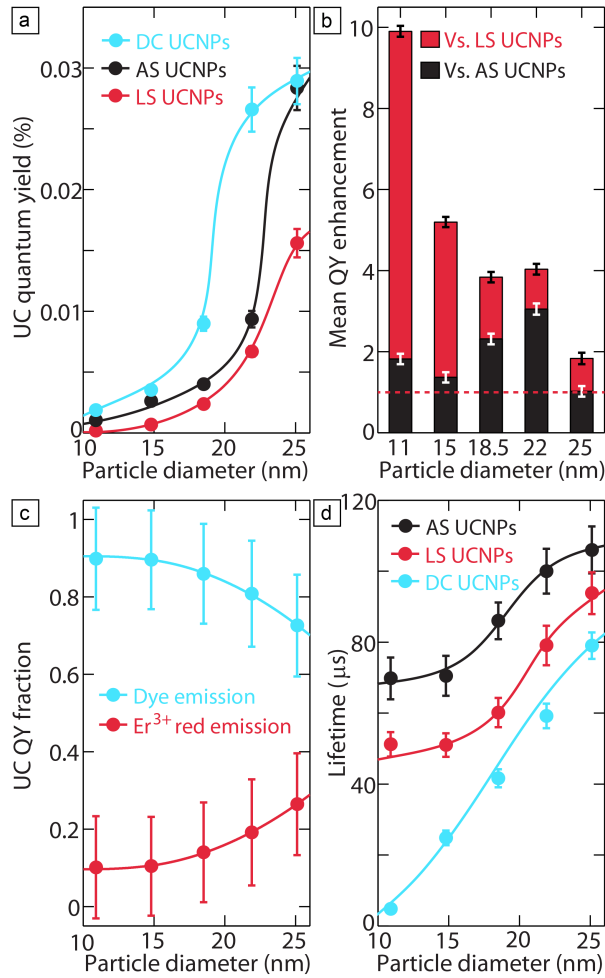 a
DC UCNPs
AS UCNPs
LS UCNPs
UC quantum yield (%)
0.03
0.02
0.01
0
10 15 20 25
Particle diameter (nm)
b
Vs. LS UCNPs
Vs. AS UCNPs
Mean QY enhancement
10
8
6
4
2
0
11 15 18.5 22 25
Particle diameter (nm)
c
Dye emission
Er³⁺ red emission
UC QY fraction
1
0.8
0.6
0.4
0.2
0
10 15 20 25
Particle diameter (nm)
d
AS UCNPs
LS UCNPs
DC UCNPs
Lifetime (μs)
120
80
40
0
10 15 20 25
Particle diameter (nm)